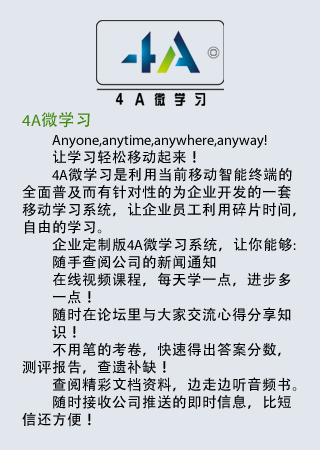 4A
4 A 微学习
4A微学习
Anyone,anytime,anywhere,anyway!
让学习轻松移动起来！
4A微学习是利用当前移动智能终端的
全面普及而有针对性的为企业开发的一套
移动学习系统，让企业员工利用碎片时间，
自由的学习。
企业定制版4A微学习系统，让你能够:
随手查阅公司的新闻通知
在线视频课程，每天学一点，进步多
一点！
随时在论坛里与大家交流心得分享知
识！
不用笔的考卷，快速得出答案分数，
测评报告，查遗补缺！
查阅精彩文档资料，边走边听音频书。
随时接收公司推送的即时信息，比短
信还方便！